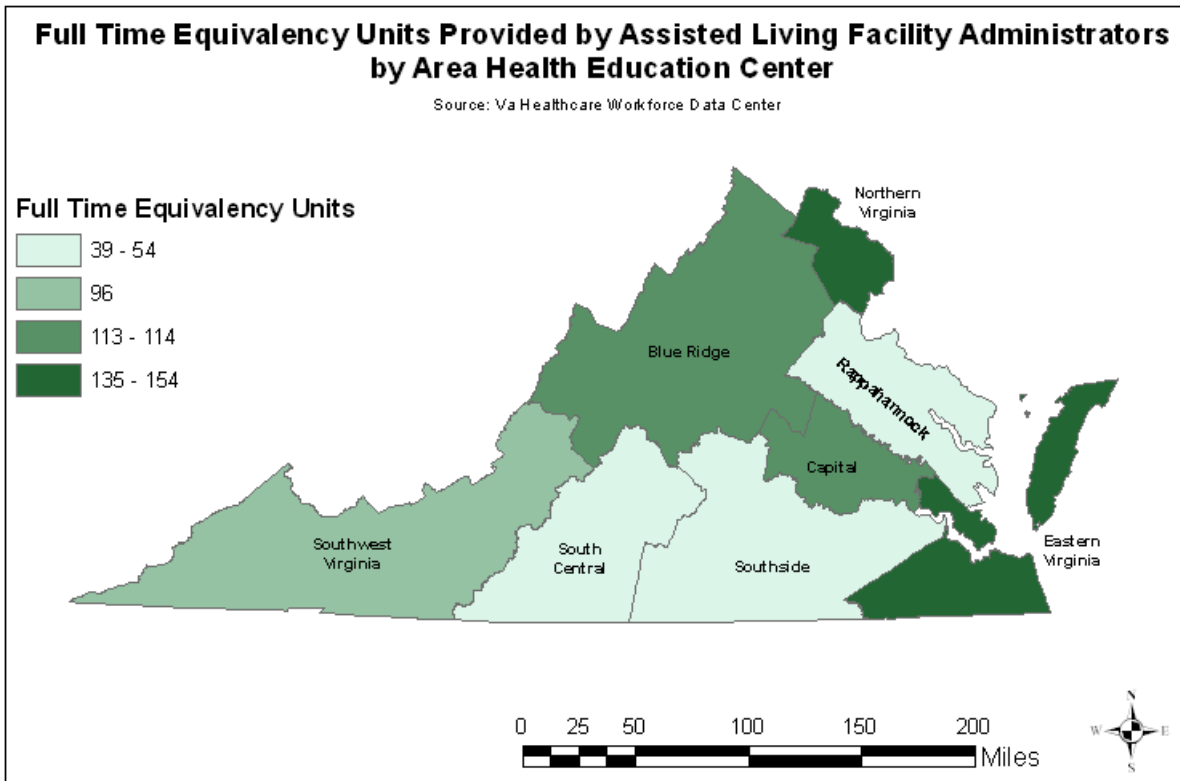 Full Time Equivalency Units Provided by Assisted Living Facility Administrators
by Area Health Education Center
Source: Va Healthcare Workforce Data Center
Full Time Equivalency Units
39 - 54
96
113 - 114
135 - 154
Northern
Virginia
Blue Ridge
Rappaharmock
Capital
Southwest
Virginia
South
Central
Southside
Eastern
Virginia
0 25 50 100 150 200
Miles
N
W E
S